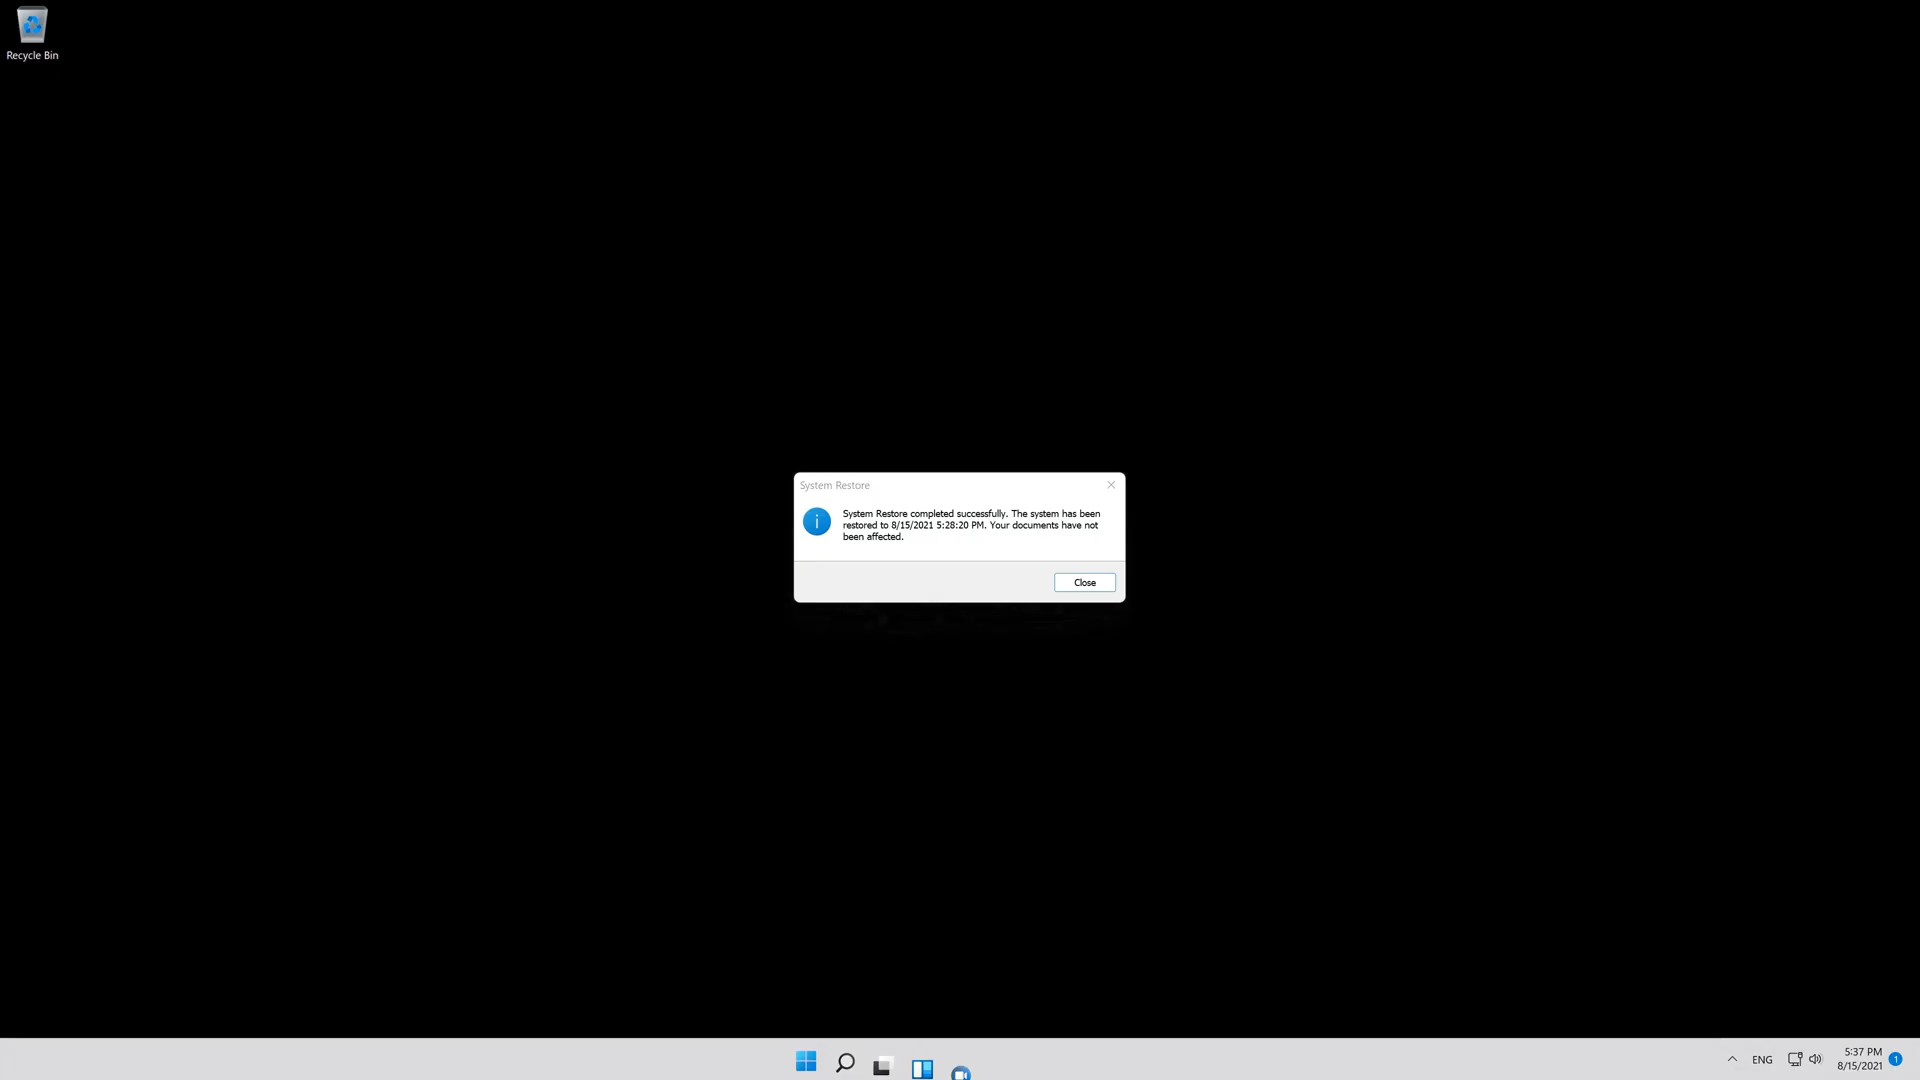 Recycle Bin
System Restore
System Restore completed successfully. The system has been
restored to 8/15/2021 5:28:20 PM. Your documents have not
been affected.
Close
ENG
5:37 PM
8/15/2021
1